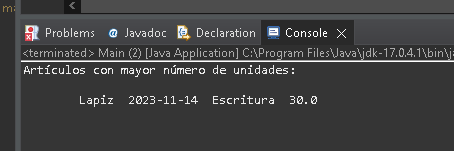 ma
Problems @ Javadoc Declaration Console
<terminated> Main (2) [Java Application] C:\Program Files\Java\jdk-17.0.4.1\bin\ja
Artículos con mayor número de unidades:
Lapiz 2023-11-14 Escritura 30.0